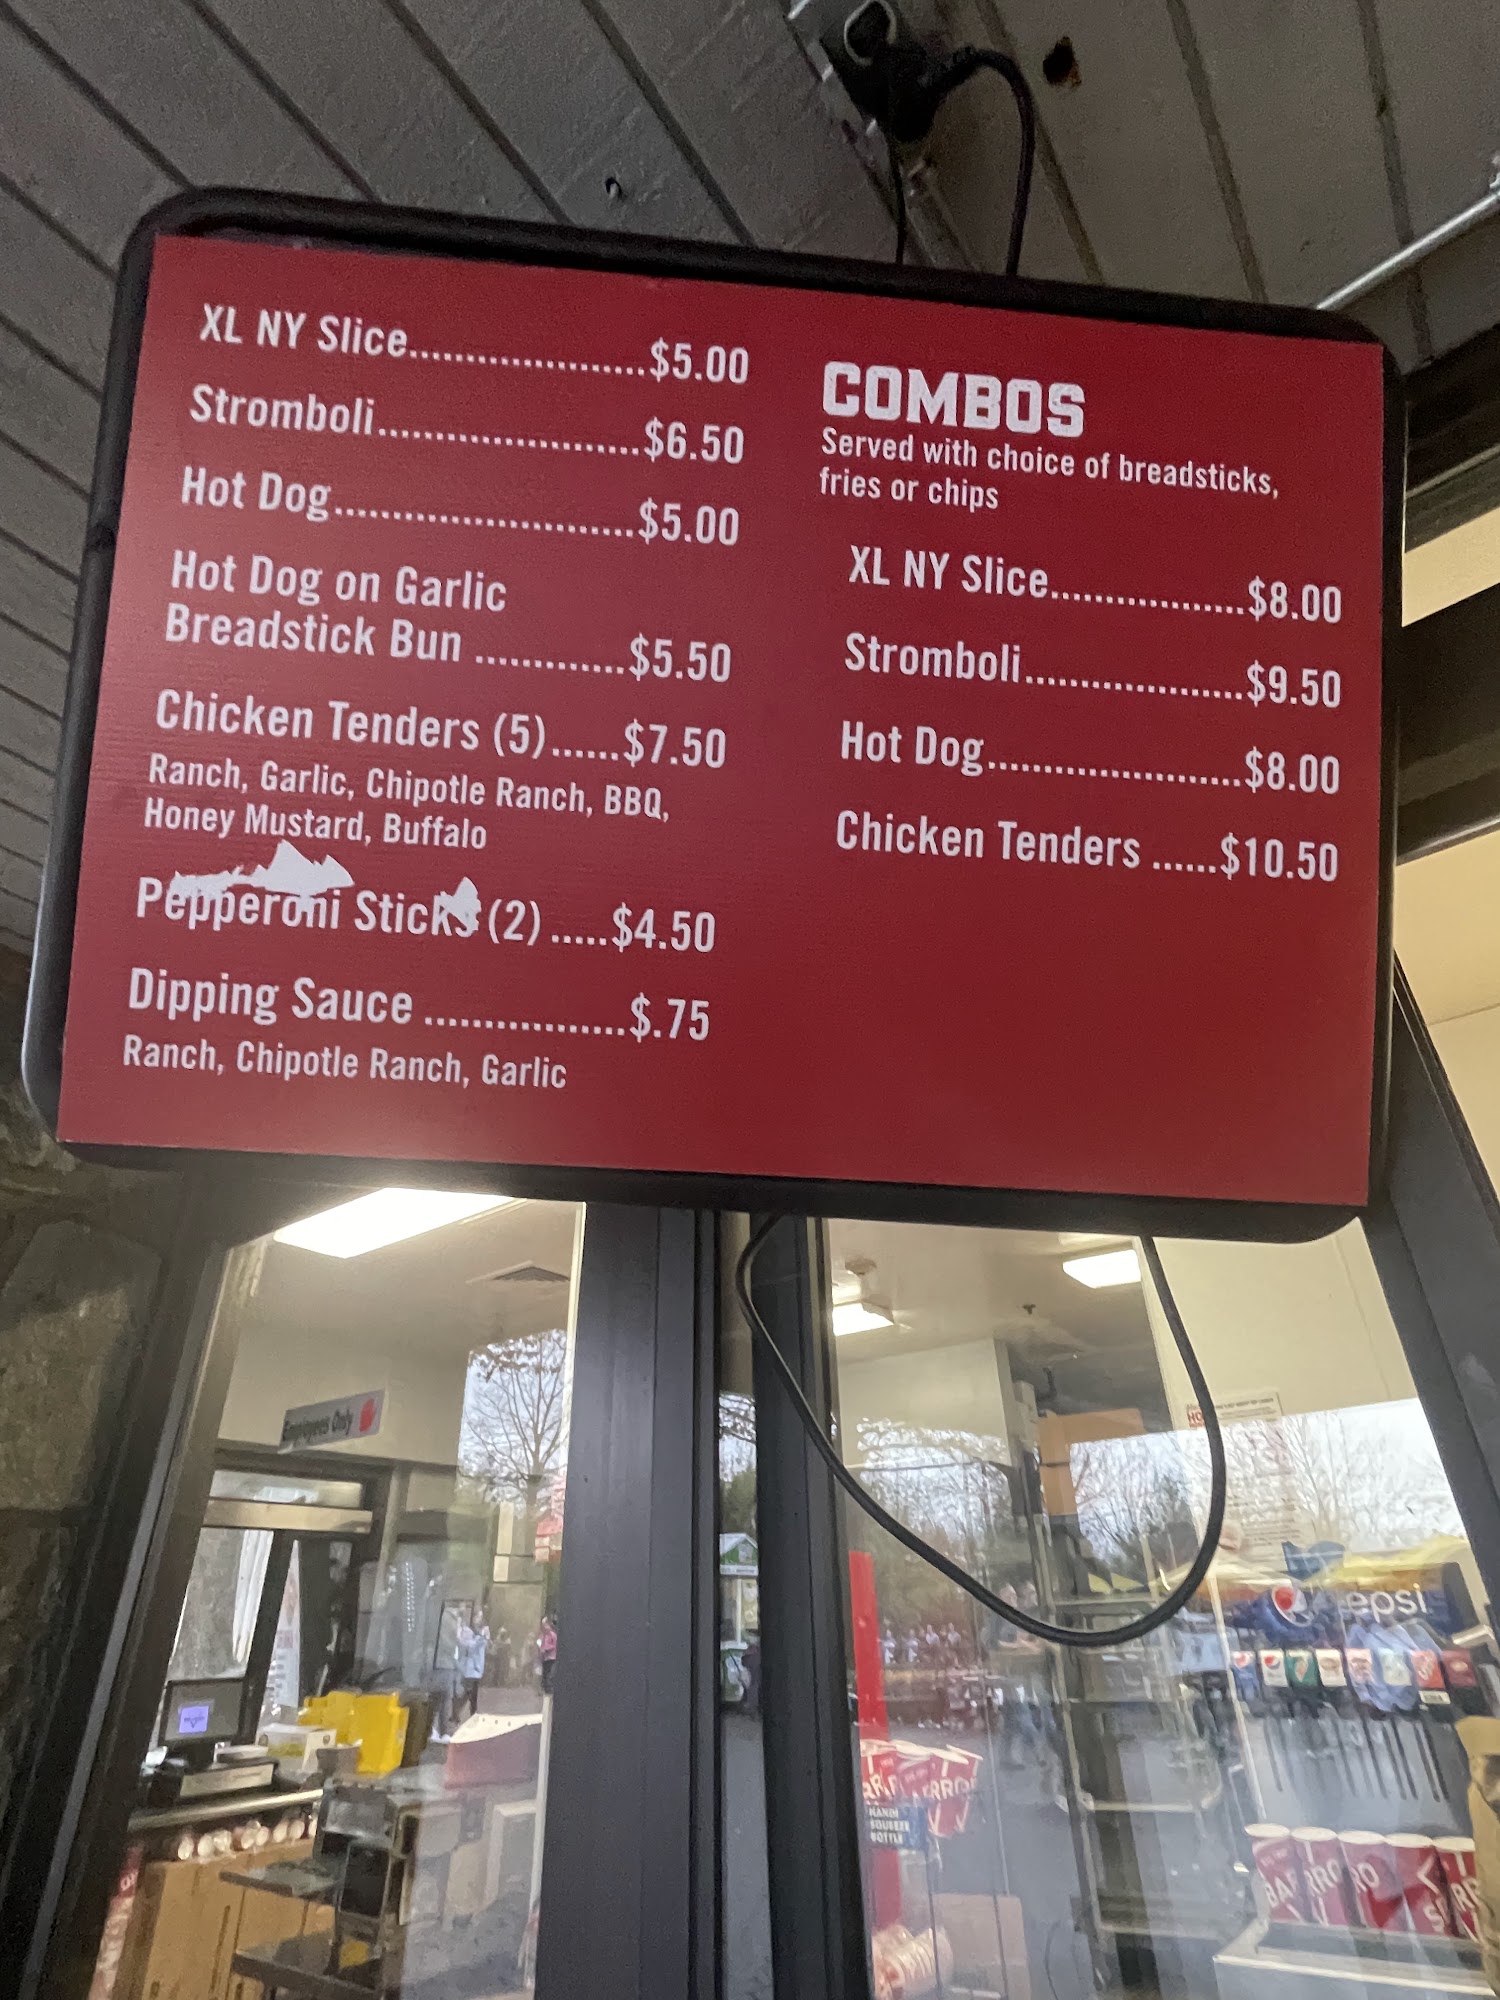 XL NY Slice.....................$5.00
Stromboli.......................$6.50
Hot Dog..........................$5.00
Hot Dog on Garlic
Breadstick Bun .............$5.50
Chicken Tenders (5)......$7.50
Ranch, Garlic, Chipotle Ranch, BBQ,
Honey Mustard, Buffalo
Pepperoni Sticks (2) .....$4.50
Dipping Sauce .................$.75
Ranch, Chipotle Ranch, Garlic
COMBOS
Served with choice of breadsticks,
fries or chips
XL NY Slice..................$8.00
Stromboli....................$9.50
Hot Dog.......................$8.00
Chicken Tenders ......$10.50
Employees Only
pepsi
HAND
SQUEEZE
BOTTLE